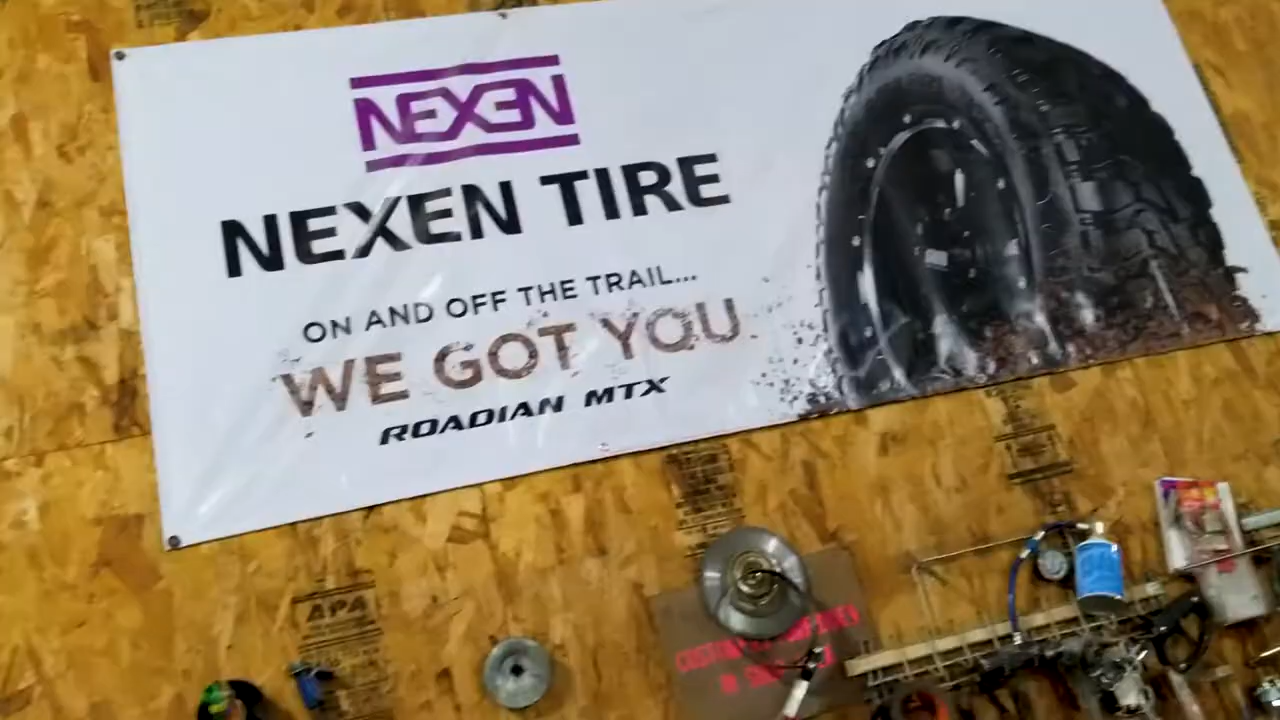 NEXEN
NEXEN TIRE
ON AND OFF THE TRAIL...
WE GOT YOU
ROADIAN MTX
APA